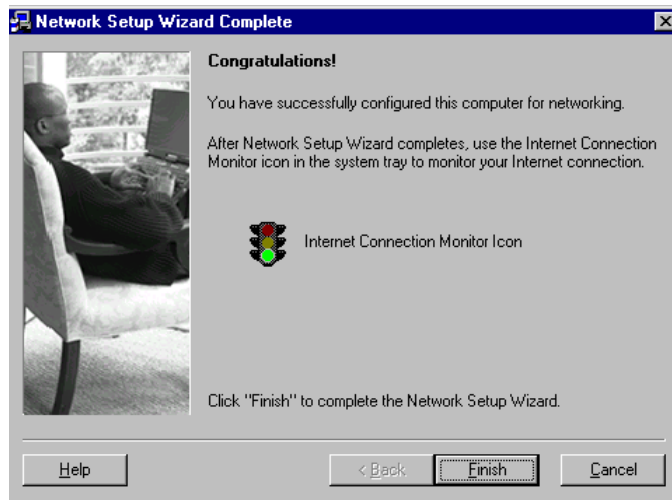 Network Setup Wizard Complete
Congratulations!
You have successfully configured this computer for networking.
After Network Setup Wizard completes, use the Internet Connection
Monitor icon in the system tray to monitor your Internet connection.
Internet Connection Monitor Icon
Click "Finish" to complete the Network Setup Wizard.
Help
< Back
Finish
Cancel